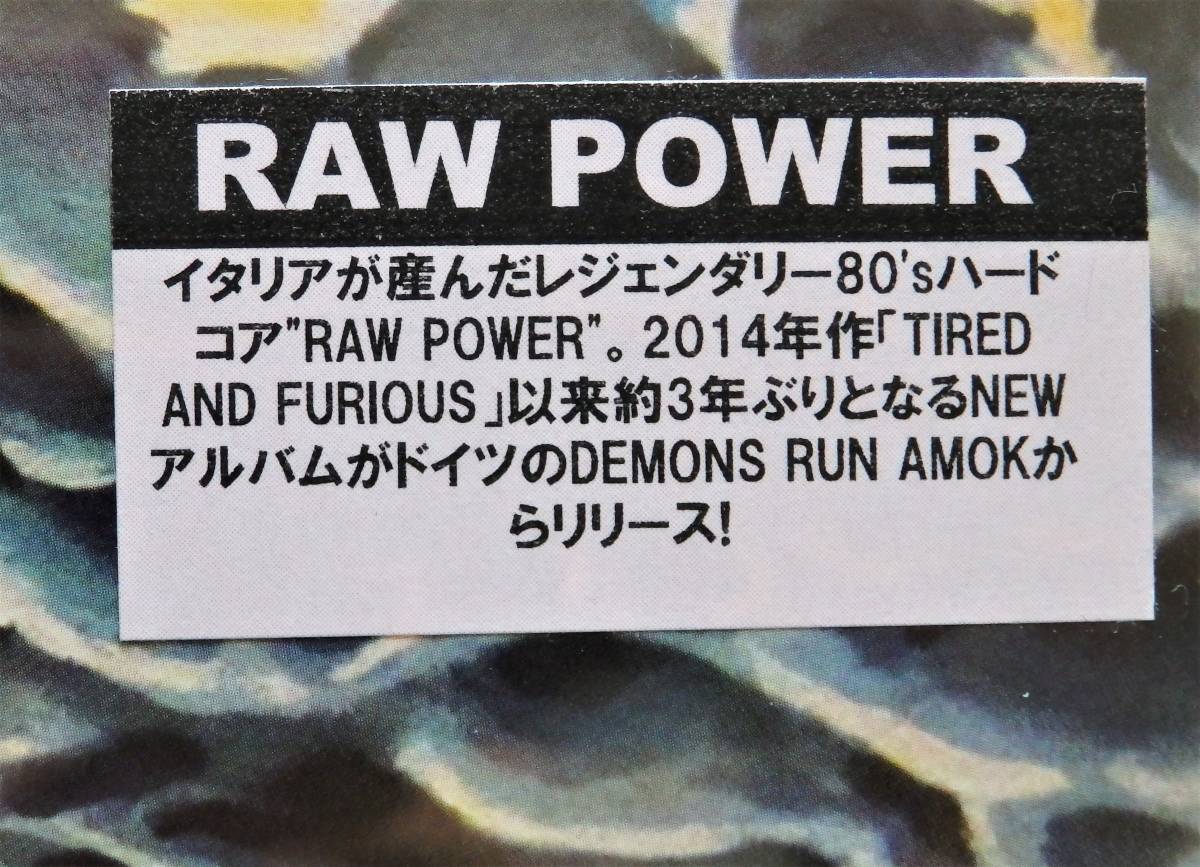 RAW POWER
イタリアが産んだレジェンダリー80'sハード
コア"RAW POWER"。2014年作「TIRED
AND FURIOUS」以来約3年ぶりとなるNEW
アルバムがドイツのDEMONS RUN AMOKか
らリリース!